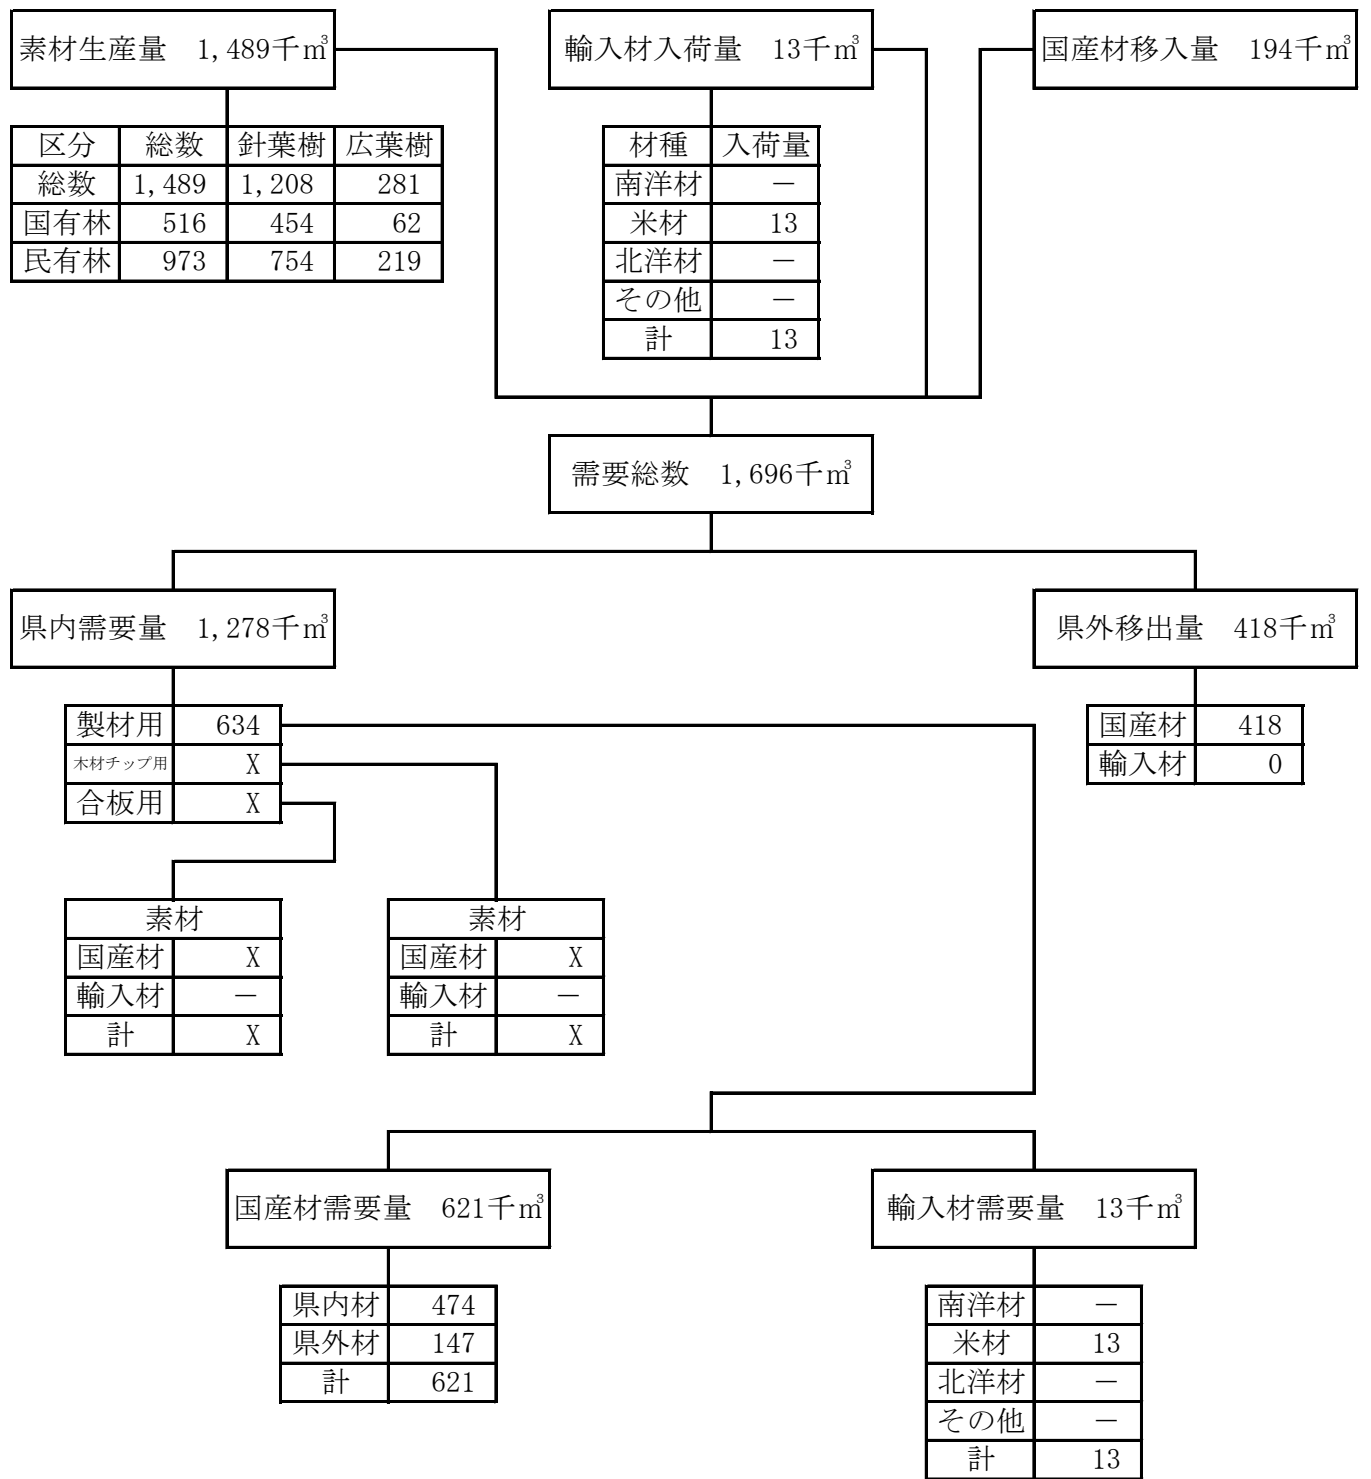 素材生産量　1,489千㎥
輸入材入荷量　13千㎥
国産材移入量　194千㎥
区分 総数 針葉樹 広葉樹
総数 1,489 1,208 281
国有林 516 454 62
民有林 973 754 219
材種 入荷量
南洋材 －
米材 13
北洋材 －
その他 －
計 13
需要総数　1,696千㎥
県内需要量　1,278千㎥
県外移出量　418千㎥
製材用 634
木材チップ用 X
合板用 X
国産材 418
輸入材 0
素材
国産材 X
輸入材 －
計 X
素材
国産材 X
輸入材 －
計 X
国産材需要量　621千㎥
輸入材需要量　13千㎥
県内材 474
県外材 147
計 621
南洋材 －
米材 13
北洋材 －
その他 －
計 13